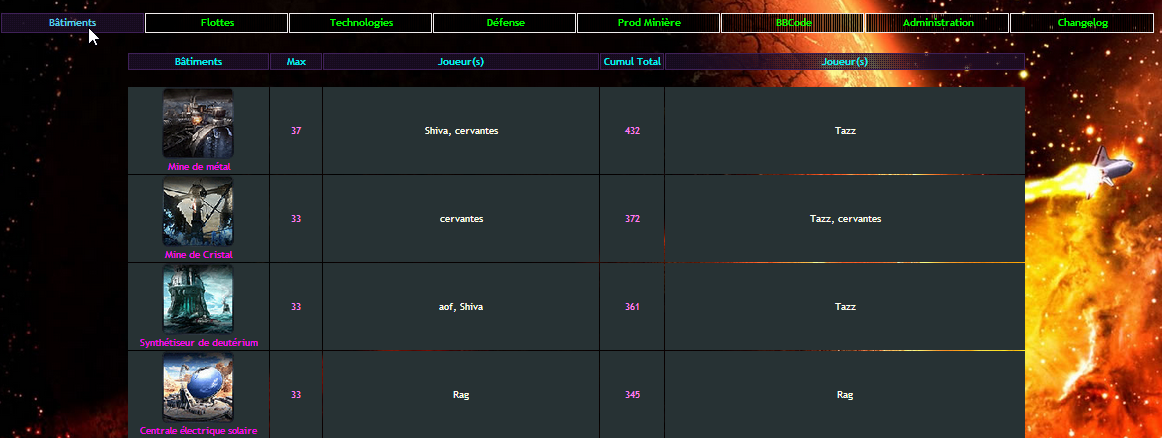 Bâtiments Flottes Technologies Défense Prod Minière BBCode Administration Changelog
Bâtiments Max Joueur(s) Cumul Total Joueur(s)
37 Shiva, cervantes 432 Tazz
Mine de métal
33 cervantes 372 Tazz, cervantes
Mine de Cristal
33 aof, Shiva 361 Tazz
Synthétiseur de deutérium
33 Rag 345 Rag
Centrale électrique solaire